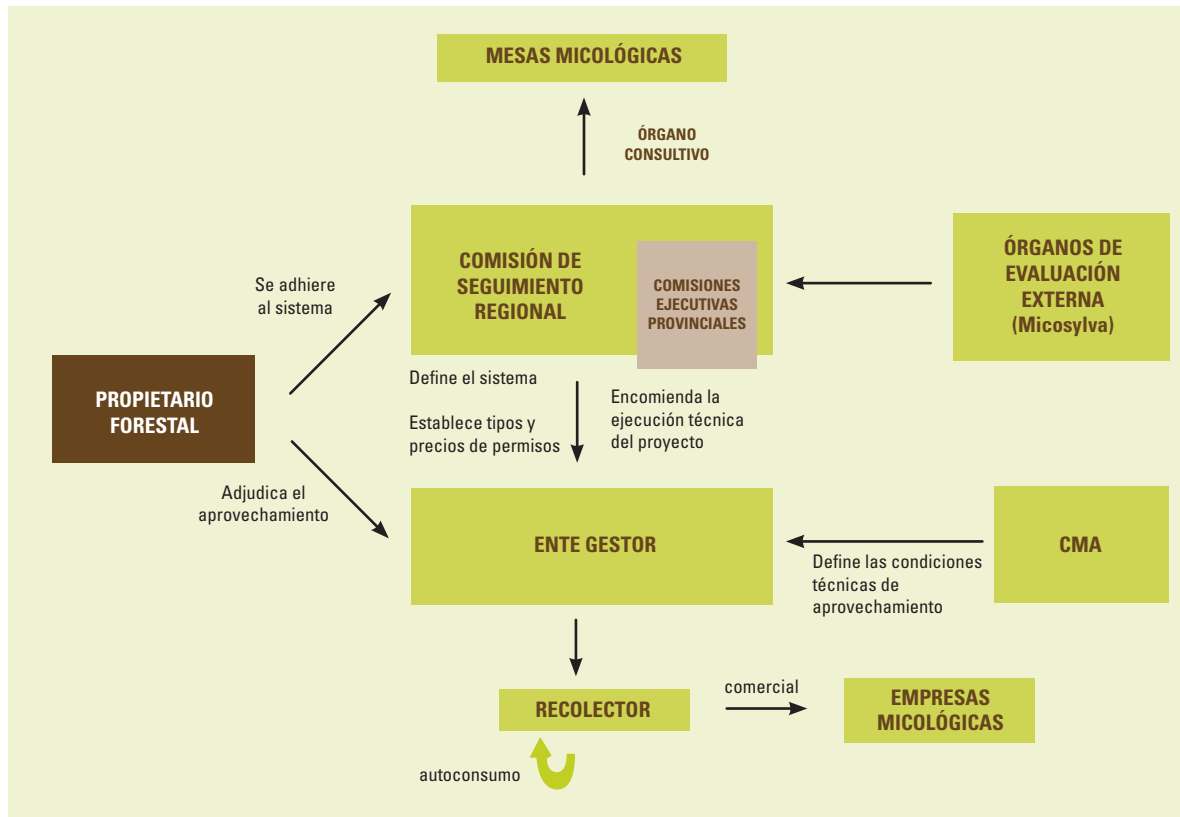 MESAS MICOLÓGICAS
ÓRGANO
CONSULTIVO
COMISIÓN DE
SEGUIMIENTO
REGIONAL
COMISIONES
EJECUTIVAS
PROVINCIALES
ÓRGANOS DE
EVALUACIÓN
EXTERNA
(Micosylva)
Se adhiere
al sistema
PROPIETARIO
FORESTAL
Define el sistema
Establece tipos y
precios de permisos
Encomienda la
ejecución técnica
del proyecto
Adjudica el
aprovechamiento
ENTE GESTOR
CMA
Define las condiciones
técnicas de
aprovechamiento
RECOLECTOR
comercial
EMPRESAS
MICOLÓGICAS
autoconsumo